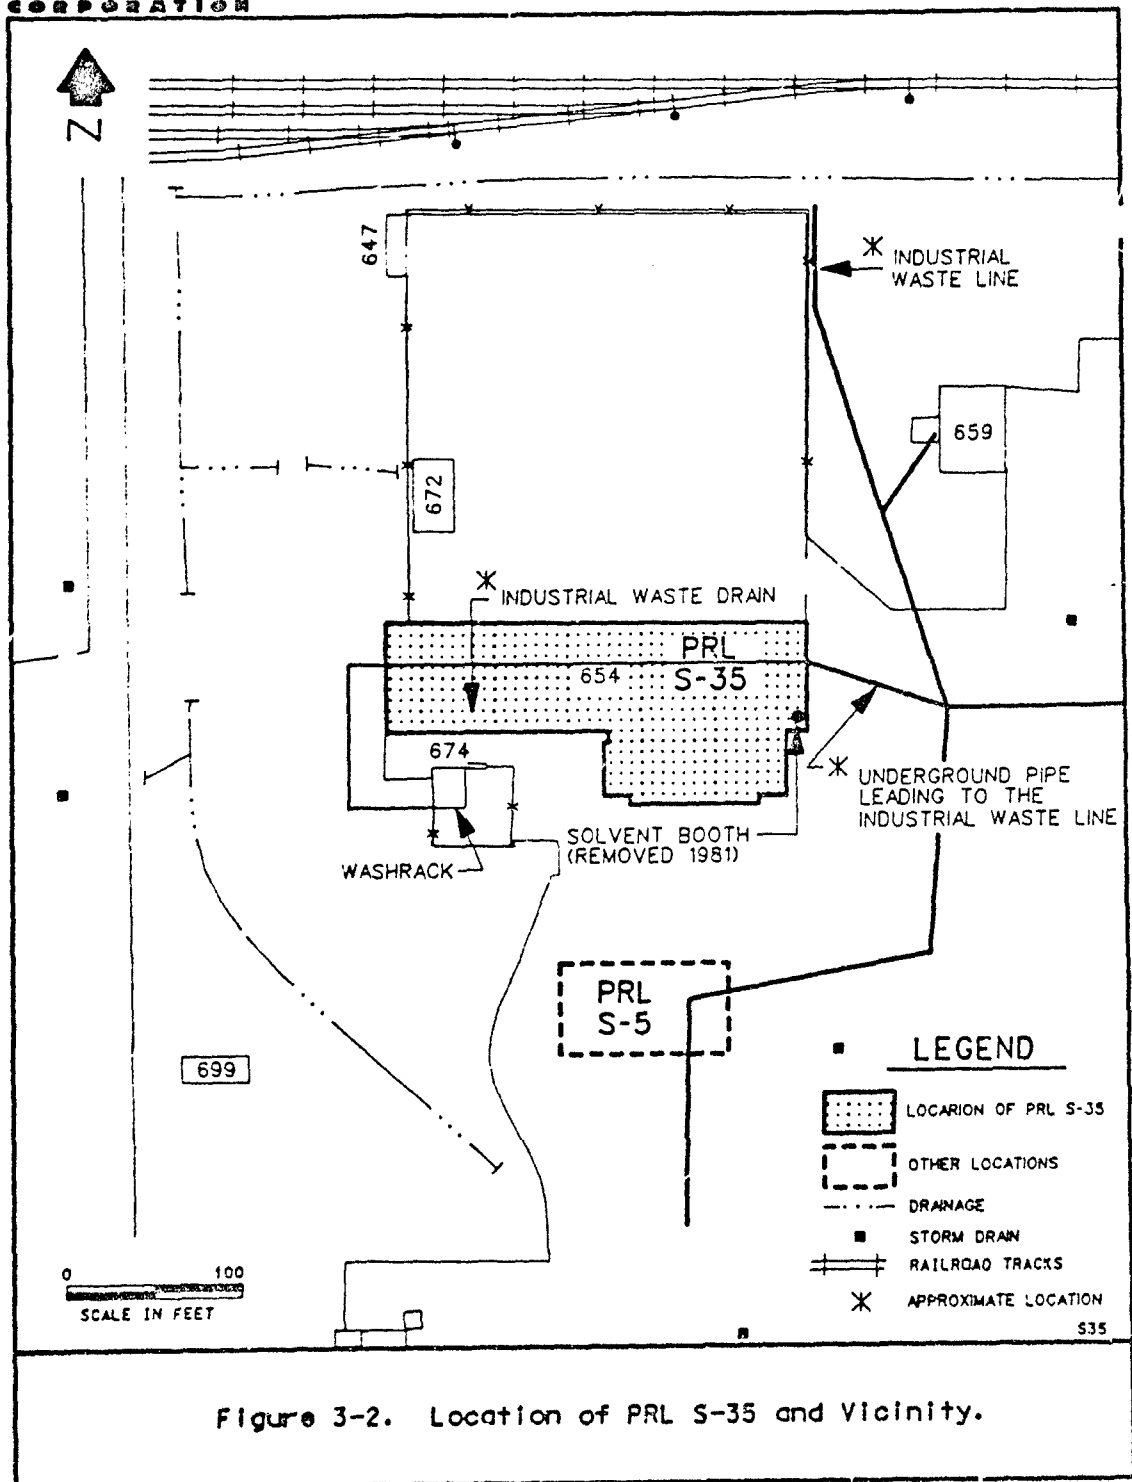 CORPORATION
N
647
INDUSTRIAL
WASTE LINE
659
672
INDUSTRIAL WASTE DRAIN
PRL
S-35
654
674
UNDERGROUND PIPE
LEADING TO THE
INDUSTRIAL WASTE LINE
SOLVENT BOOTH
(REMOVED 1981)
WASHRACK
PRL
S-5
699
LEGEND
LOCARION OF PRL S-35
OTHER LOCATIONS
DRAINAGE
STORM DRAIN
RAILROAD TRACKS
APPROXIMATE LOCATION
0 100
SCALE IN FEET
S35
Figure 3-2. Location of PRL S-35 and Vicinity.